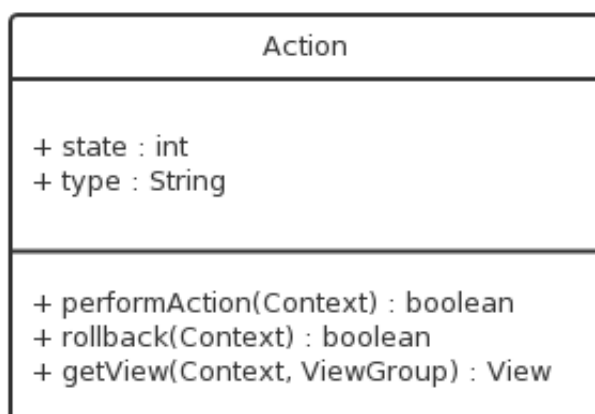 Action
+ state : int
+ type : String
+ performAction(Context) : boolean
+ rollback(Context) : boolean
+ getView(Context, ViewGroup) : View